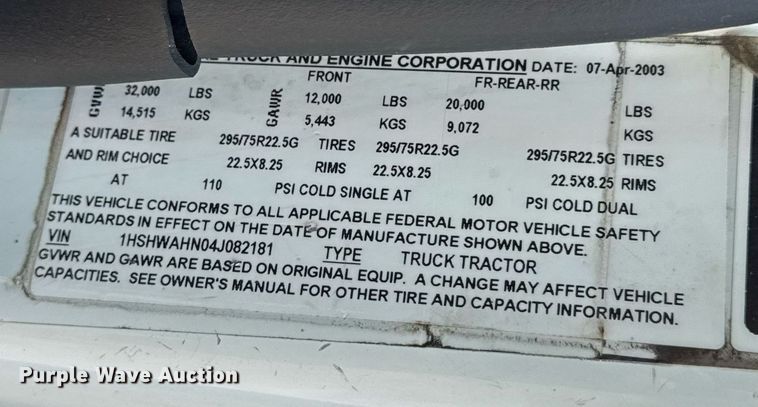 TRUCK AND ENGINE CORPORATION DATE: 07-Apr-2003
FRONT FR-REAR-RR
GVWR 32,000 LBS GAWR 12,000 LBS 20,000 LBS
14,515 KGS 5,443 KGS 9,072 KGS
A SUITABLE TIRE 295/75R22.5G TIRES 295/75R22.5G 295/75R22.5G TIRES
AND RIM CHOICE 22.5X8.25 RIMS 22.5X8.25 22.5X8.25 RIMS
AT 110 PSI COLD SINGLE AT 100 PSI COLD DUAL
THIS VEHICLE CONFORMS TO ALL APPLICABLE FEDERAL MOTOR VEHICLE SAFETY
STANDARDS IN EFFECT ON THE DATE OF MANUFACTURE SHOWN ABOVE.
VIN 1HSHWAHN04J082181 TYPE TRUCK TRACTOR
GVWR AND GAWR ARE BASED ON ORIGINAL EQUIP. A CHANGE MAY AFFECT VEHICLE
CAPACITIES. SEE OWNER'S MANUAL FOR OTHER TIRE AND CAPACITY INFORMATION.
Purple Wave Auction